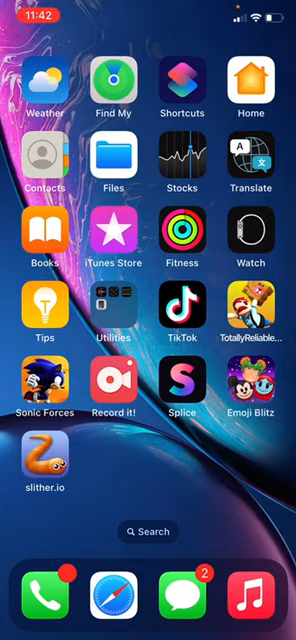 11:42
Weather
Find My
Shortcuts
Home
A
文
Contacts
Files
Stocks
Translate
Books
iTunes Store
Fitness
Watch
Tips
Utilities
TikTok
TotallyReliable...
Sonic Forces
Record it!
Splice
Emoji Blitz
slither.io
Search
2